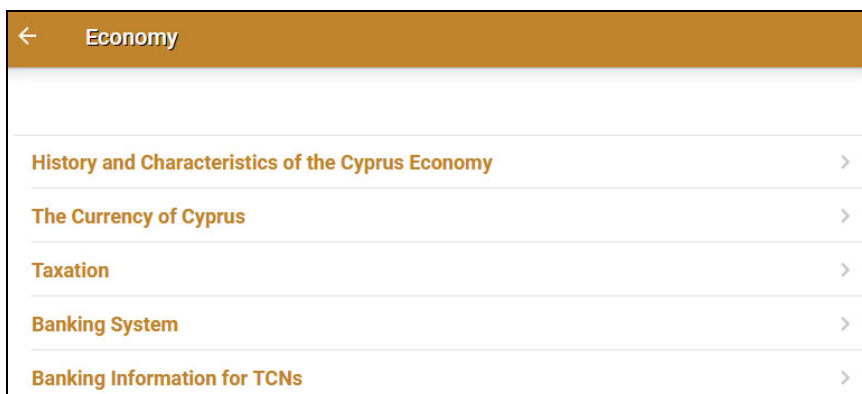 Economy
History and Characteristics of the Cyprus Economy
The Currency of Cyprus
Taxation
Banking System
Banking Information for TCNs